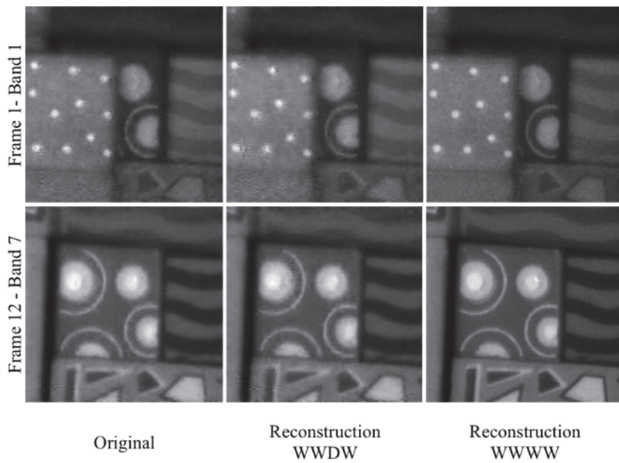 Frame 1- Band 1
Frame 12 - Band 7
Original
Reconstruction
WWDW
Reconstruction
WWWW